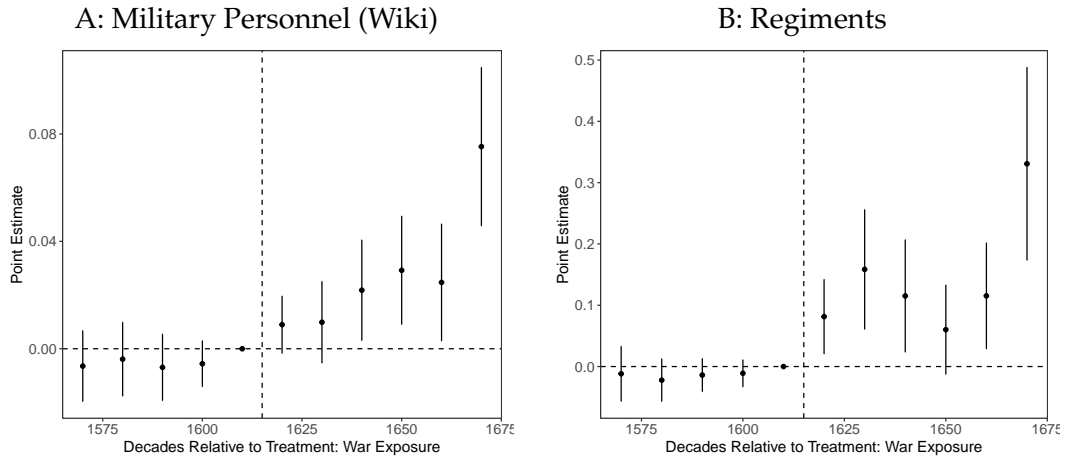 A: Military Personnel (Wiki)
Point Estimate
0.08
0.04
0.00
1575 1600 1625 1650 1675
Decades Relative to Treatment: War Exposure
B: Regiments
Point Estimate
0.5
0.4
0.3
0.2
0.1
0.0
1575 1600 1625 1650 1675
Decades Relative to Treatment: War Exposure